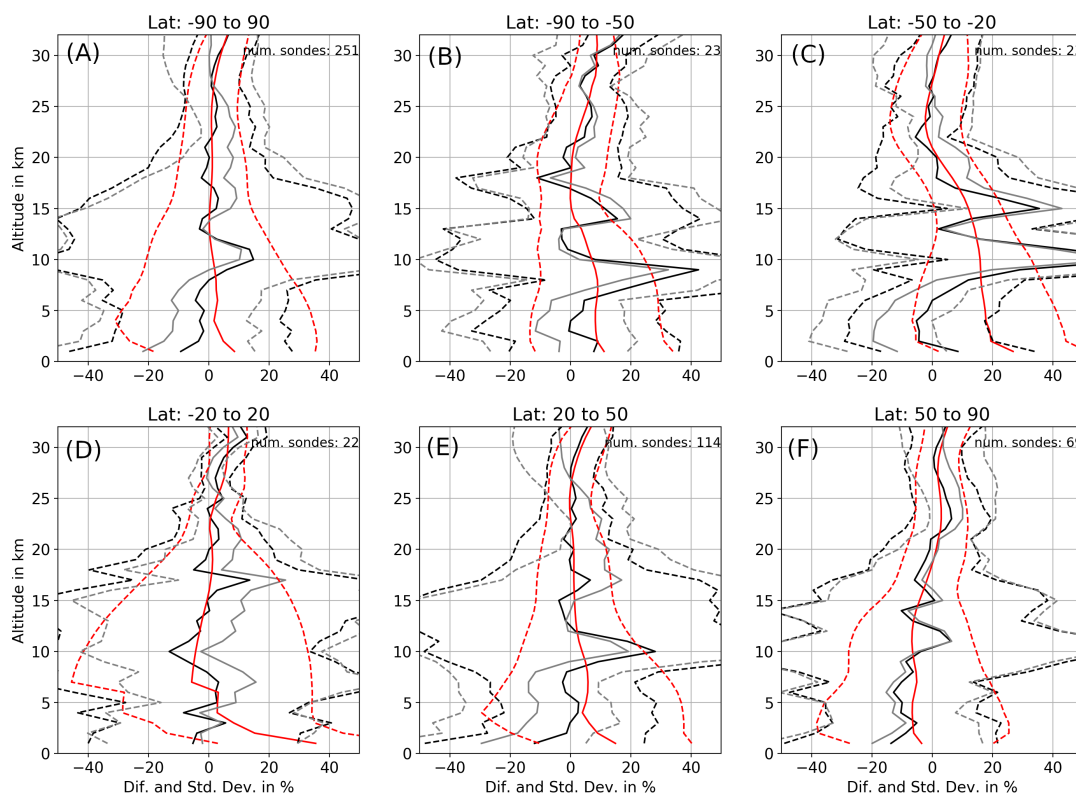 Lat: -90 to 90
Lat: -90 to -50
Lat: -50 to -20
(A)
num. sondes: 251
(B)
num. sondes: 23
(C)
num. sondes: 2
Altitude in km
30
25
20
15
10
5
0
30
25
20
15
10
5
0
30
25
20
15
10
5
0
−40 −20 0 20 40
−40 −20 0 20 40
−40 −20 0 20 40
Lat: -20 to 20
Lat: 20 to 50
Lat: 50 to 90
(D)
num. sondes: 22
(E)
num. sondes: 114
(F)
num. sondes: 69
Altitude in km
30
25
20
15
10
5
0
30
25
20
15
10
5
0
30
25
20
15
10
5
0
−40 −20 0 20 40
−40 −20 0 20 40
−40 −20 0 20 40
Dif. and Std. Dev. in %
Dif. and Std. Dev. in %
Dif. and Std. Dev. in %